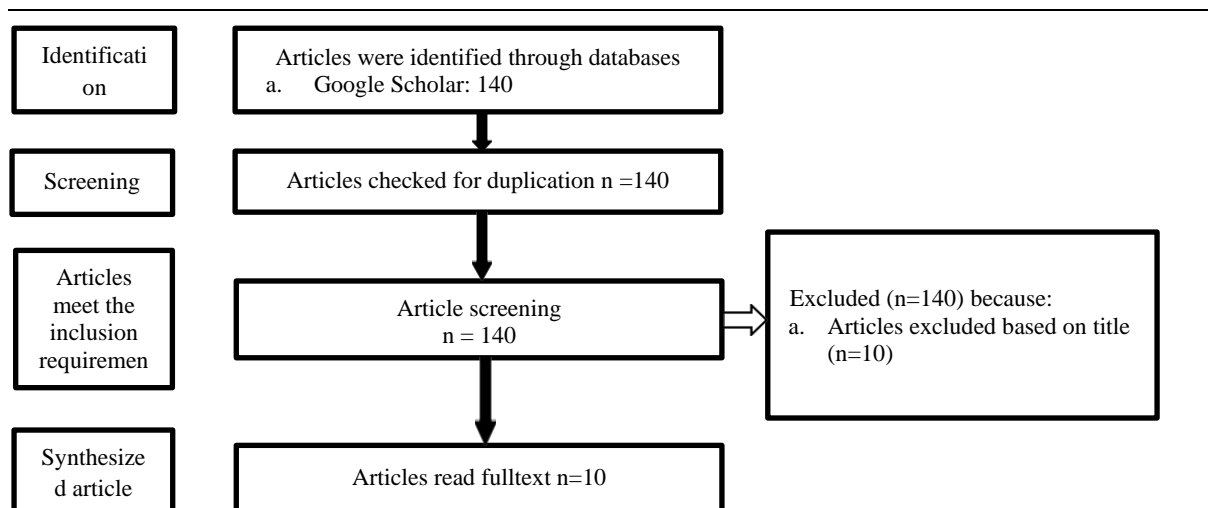 Identificati
on
Articles were identified through databases
a. Google Scholar: 140
Screening
Articles checked for duplication n =140
Articles
meet the
inclusion
requiremen
Article screening
n = 140
Excluded (n=140) because:
a. Articles excluded based on title
(n=10)
Synthesize
d article
Articles read fulltext n=10